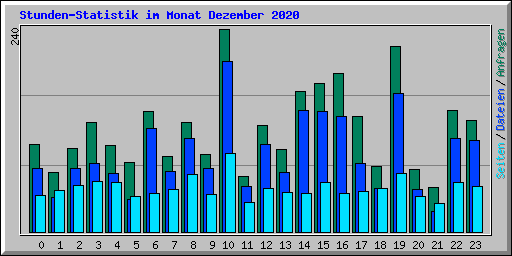 Stunden-Statistik im Monat Dezember 2020
240
Seiten/Dateien/Anfragen
0 1 2 3 4 5 6 7 8 9 10 11 12 13 14 15 16 17 18 19 20 21 22 23